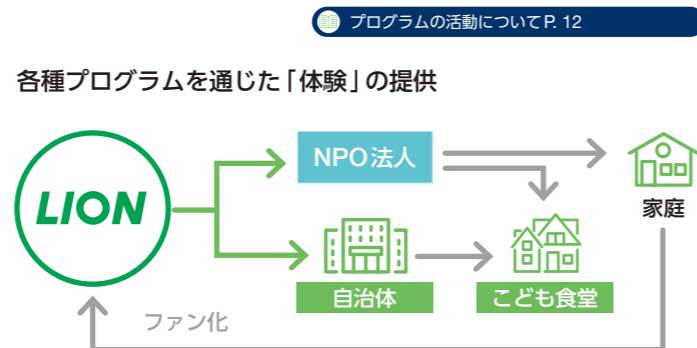 プログラムの活動についてP. 12
各種プログラムを通じた「体験」の提供
LION
NPO法人
家庭
自治体
こども食堂
ファン化